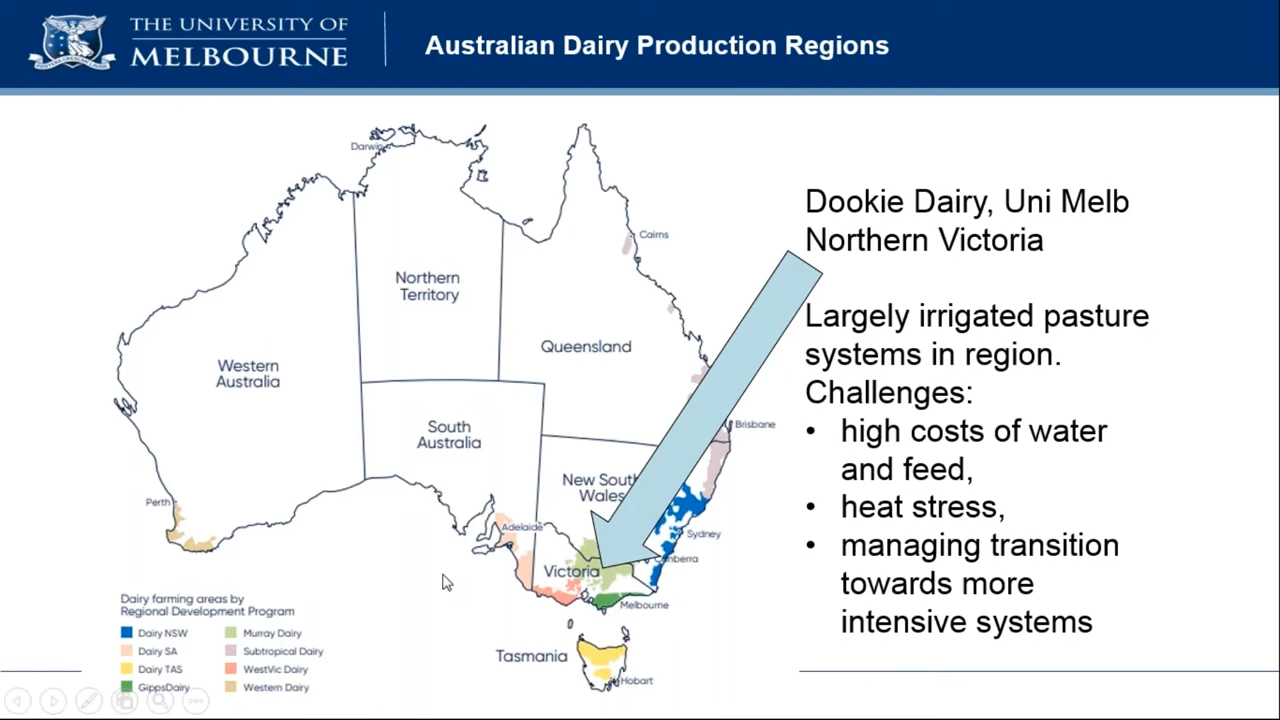 THE UNIVERSITY OF
MELBOURNE
Australian Dairy Production Regions
Darwin
Cairns
Northern
Territory
Queensland
Western
Australia
South
Australia
Brisbane
New South
Wales
Perth
Adelaide
Sydney
Canberra
Victoria
Melbourne
Tasmania
Hobart
Dairy farming areas by
Regional Development Program
Dairy NSW
Murray Dairy
Dairy SA
Subtropical Dairy
Dairy TAS
WestVic Dairy
GippsDairy
Western Dairy
Dookie Dairy, Uni Melb
Northern Victoria
Largely irrigated pasture
systems in region.
Challenges:
• high costs of water
and feed,
• heat stress,
• managing transition
towards more
intensive systems